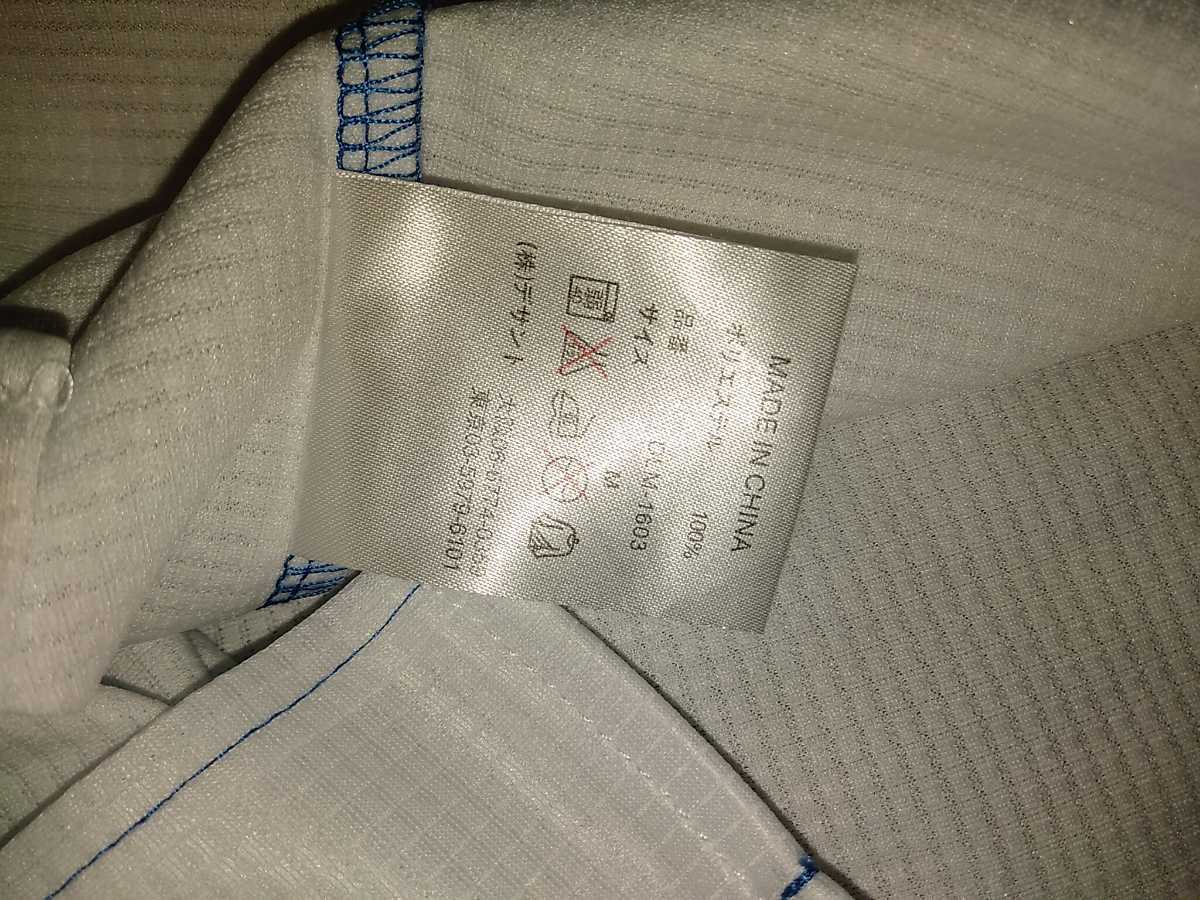 MADE IN CHINA
ポリエステル 100%
品番 -1603
サイズ M
40
(株)デサント
東京03-5979-6101